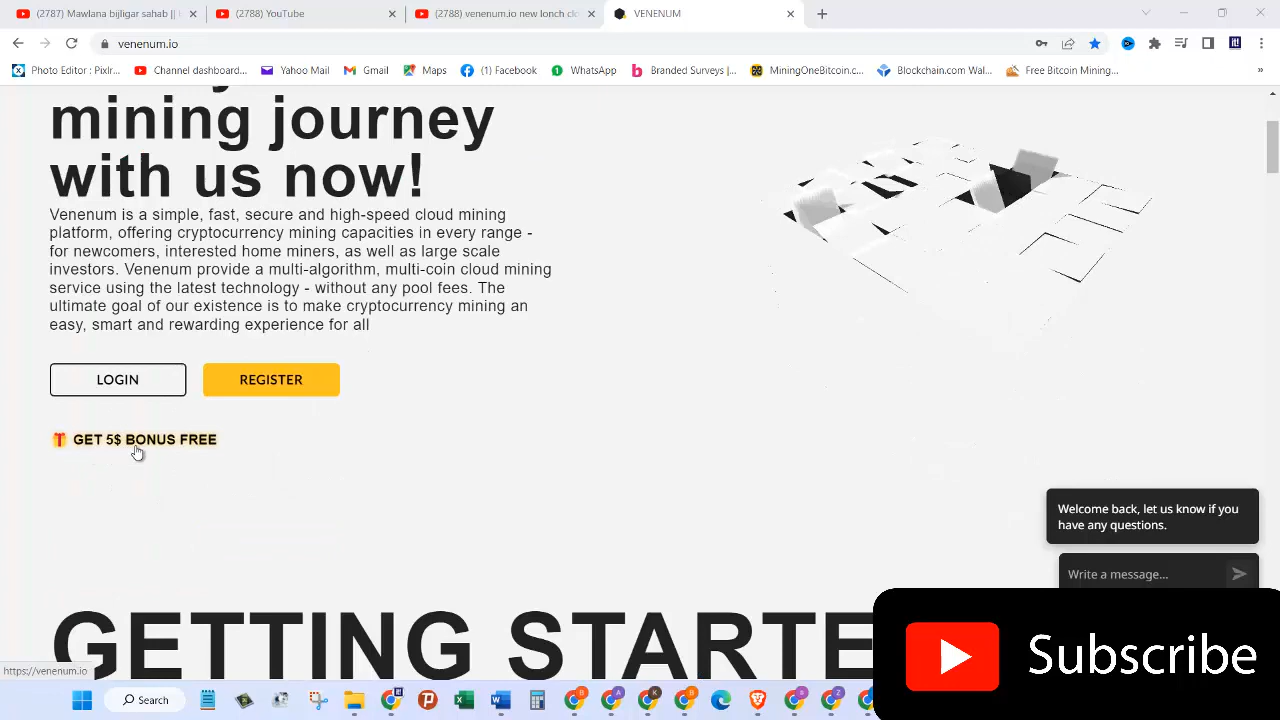 (2787) Mawlana bijligar sahab ||
(2788) YouTube
(2788) venenum.io new lonch clo
VENENUM
venenum.io
Photo Editor : Pixlr...
Channel dashboard...
Yahoo Mail
Gmail
Maps
(1) Facebook
WhatsApp
Branded Surveys |...
MiningOneBitcoin.c...
Blockchain.com Wal...
Free Bitcoin Mining...
»
mining journey
with us now!
Venenum is a simple, fast, secure and high-speed cloud mining
platform, offering cryptocurrency mining capacities in every range -
for newcomers, interested home miners, as well as large scale
investors. Venenum provide a multi-algorithm, multi-coin cloud mining
service using the latest technology - without any pool fees. The
ultimate goal of our existence is to make cryptocurrency mining an
easy, smart and rewarding experience for all
LOGIN
REGISTER
GET 5$ BONUS FREE
Welcome back, let us know if you
have any questions.
Write a message...
GETTING STARTE
https://venenum.io
Search
Subscribe